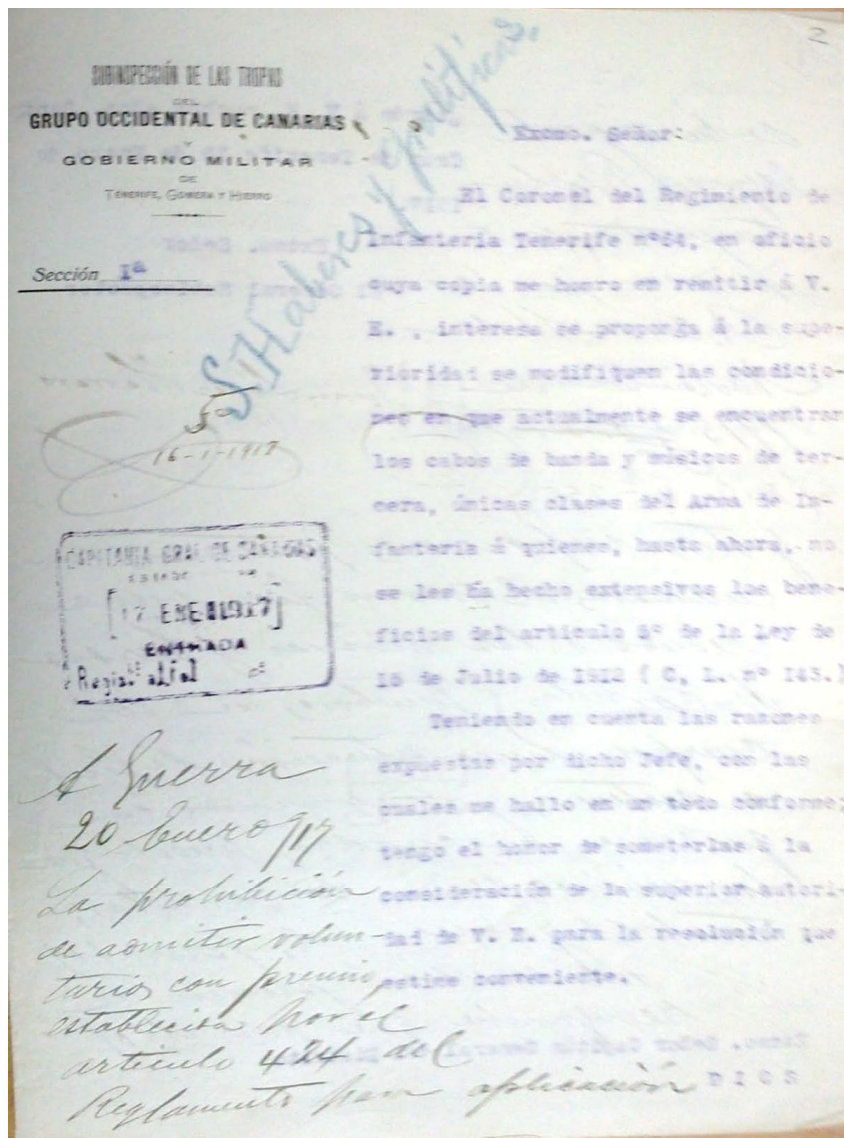 2
SUBINSPECCIÓN DE LAS TROPAS
DEL
GRUPO OCCIDENTAL DE CANARIAS
Y
GOBIERNO MILITAR
DE
TENERIFE, GOMERA Y HIERRO
Sección 1ª
S/Haberes y gratificas.
16-1-1917
CAPITANIA GRAL DE CANARIAS
17 ENE 1917
ENTRADA
A Guerra
20 Enero 917
La prohibición
de admitir volun-
tarios con premio
establecida por el
articulo 424 del
Reglamento para aplicación
Excmo. Señor:
El Coronel del Regimiento de
Infantería Tenerife nº64, en oficio
cuya copia me honro en remitir á V.
E. , interesa se proponga á la supe-
rioridad se modifiquen las condicio-
nes en que actualmente se encuentran
los cabos de banda y músicos de ter-
cera, únicas clases del Arma de In-
fantería á quienes, hasta ahora, no
se les ha hecho extensivos los bene-
ficios del artículo 5º de la Ley de
15 de Julio de 1912 ( C, L. nº 143.)
Teniendo en cuenta las razones
expuestas por dicho Jefe, con las
cuales me hallo en un todo conforme;
tengo el honor de someterlas á la
consideración de la superior autori-
dad de V. E. para la resolución que
estime conveniente.
DIOS